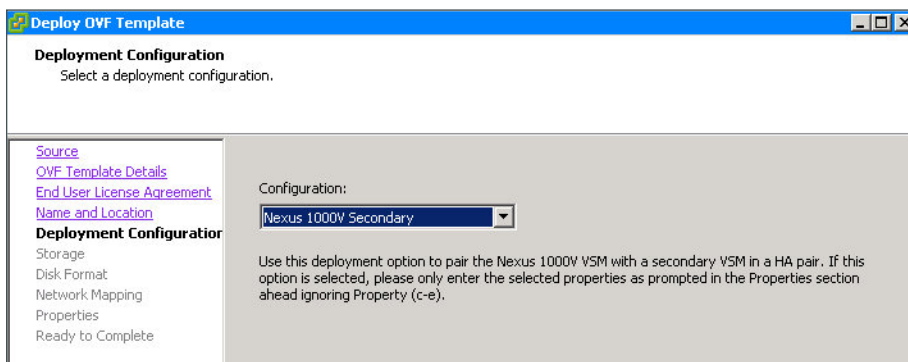 Deploy OVF Template
Deployment Configuration
Select a deployment configuration.
Source
OVF Template Details
End User License Agreement
Name and Location
Deployment Configuration
Storage
Disk Format
Network Mapping
Properties
Ready to Complete
Configuration:
Nexus 1000V Secondary
Use this deployment option to pair the Nexus 1000V VSM with a secondary VSM in a HA pair. If this
option is selected, please only enter the selected properties as prompted in the Properties section
ahead ignoring Property (c-e).